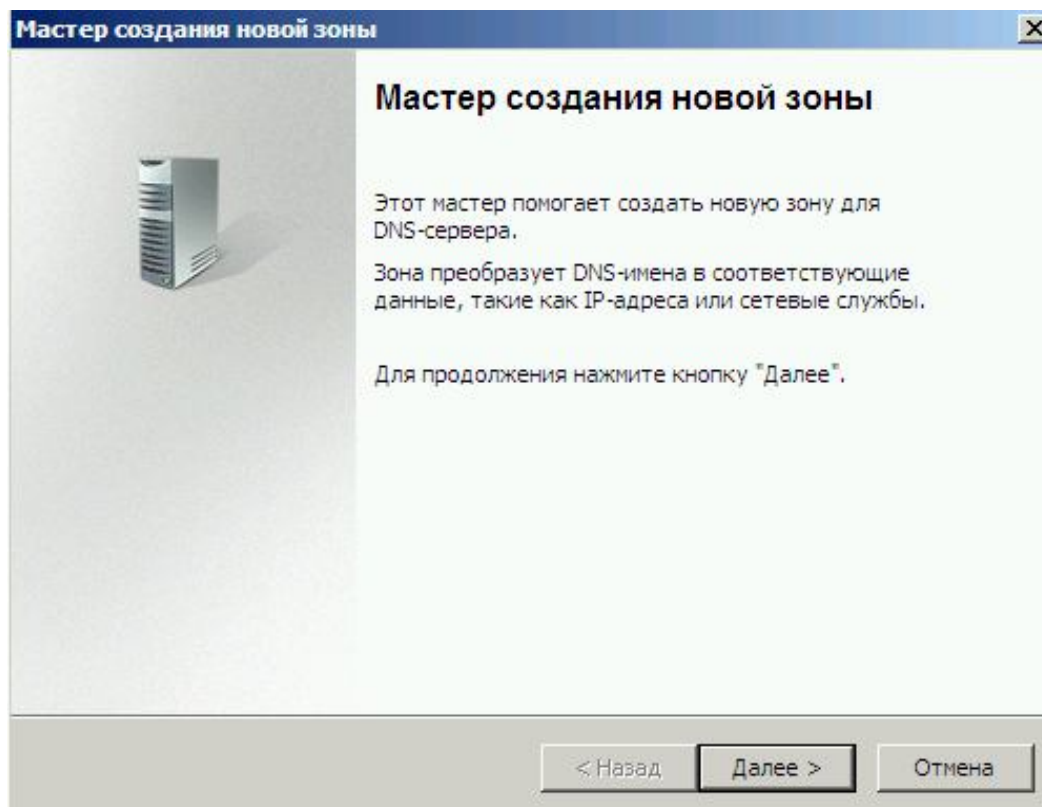 Мастер создания новой зоны
Мастер создания новой зоны
Этот мастер помогает создать новую зону для
DNS-сервера.
Зона преобразует DNS-имена в соответствующие
данные, такие как IP-адреса или сетевые службы.
Для продолжения нажмите кнопку "Далее".
< Назад
Далее >
Отмена